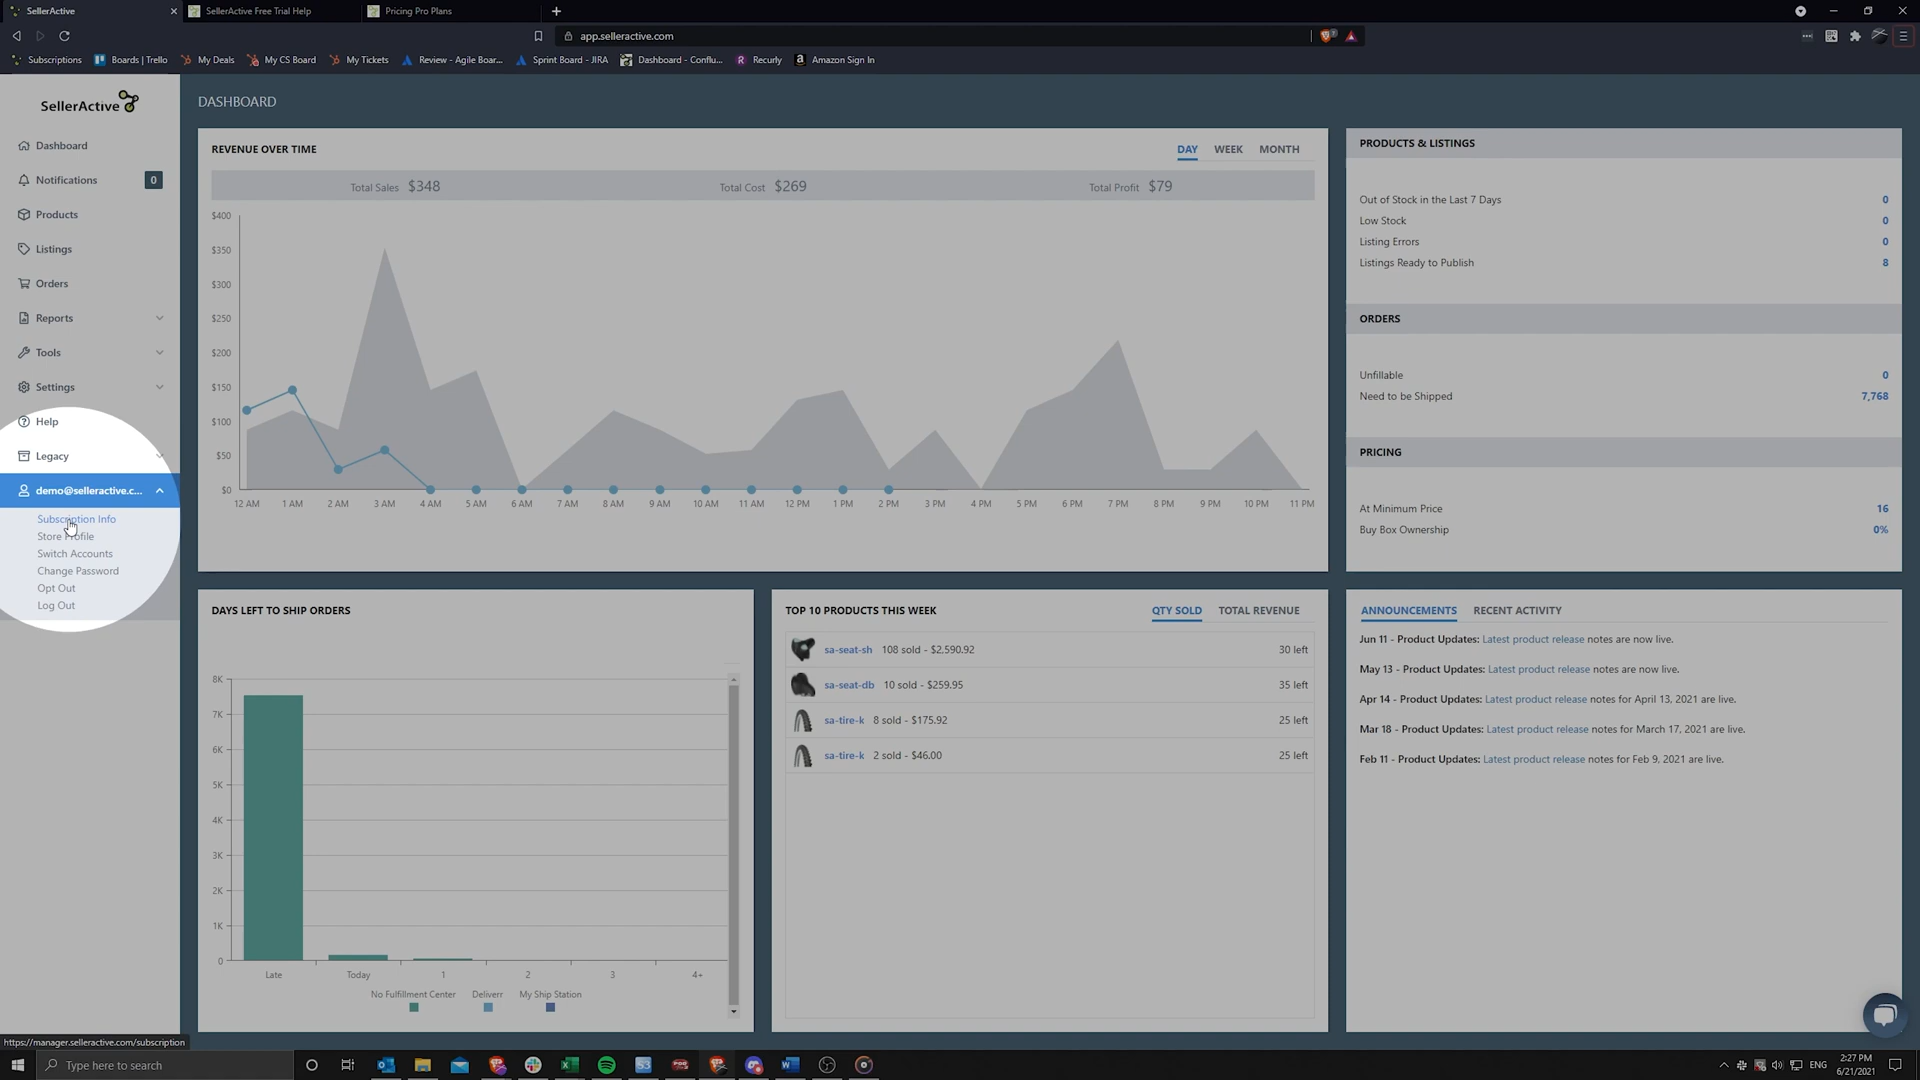 SellerActive
SellerActive Free Trial Help
Pricing Pro Plans
app.selleractive.com
Subscriptions
Boards | Trello
My Deals
My CS Board
My Tickets
Review - Agile Boar...
Sprint Board - JIRA
Dashboard - Conflu...
Recurly
Amazon Sign In
SellerActive
Dashboard
Notifications 0
Products
Listings
Orders
Reports
Tools
Settings
Help
Legacy
demo@selleractive.c...
Subscription Info
Store Profile
Switch Accounts
Change Password
Opt Out
Log Out
DASHBOARD
REVENUE OVER TIME
DAY WEEK MONTH
Total Sales $348 Total Cost $269 Total Profit $79
$400
$350
$300
$250
$200
$150
$100
$50
$0
12 AM 1 AM 2 AM 3 AM 4 AM 5 AM 6 AM 7 AM 8 AM 9 AM 10 AM 11 AM 12 PM 1 PM 2 PM 3 PM 4 PM 5 PM 6 PM 7 PM 8 PM 9 PM 10 PM 11 PM
PRODUCTS & LISTINGS
Out of Stock in the Last 7 Days 0
Low Stock 0
Listing Errors 0
Listings Ready to Publish 8
ORDERS
Unfillable 0
Need to be Shipped 7,768
PRICING
At Minimum Price 16
Buy Box Ownership 0%
DAYS LEFT TO SHIP ORDERS
8K
7K
6K
5K
4K
3K
2K
1K
0
Late Today 1 2 3 4+
No Fulfillment Center Deliverr My Ship Station
TOP 10 PRODUCTS THIS WEEK
QTY SOLD TOTAL REVENUE
sa-seat-sh 108 sold - $2,590.92 30 left
sa-seat-db 10 sold - $259.95 35 left
sa-tire-k 8 sold - $175.92 25 left
sa-tire-k 2 sold - $46.00 25 left
ANNOUNCEMENTS RECENT ACTIVITY
Jun 11 - Product Updates: Latest product release notes are now live.
May 13 - Product Updates: Latest product release notes are now live.
Apr 14 - Product Updates: Latest product release notes for April 13, 2021 are live.
Mar 18 - Product Updates: Latest product release notes for March 17, 2021 are live.
Feb 11 - Product Updates: Latest product release notes for Feb 9, 2021 are live.
https://manager.selleractive.com/subscription
Type here to search
ENG
2:27 PM
6/21/2021